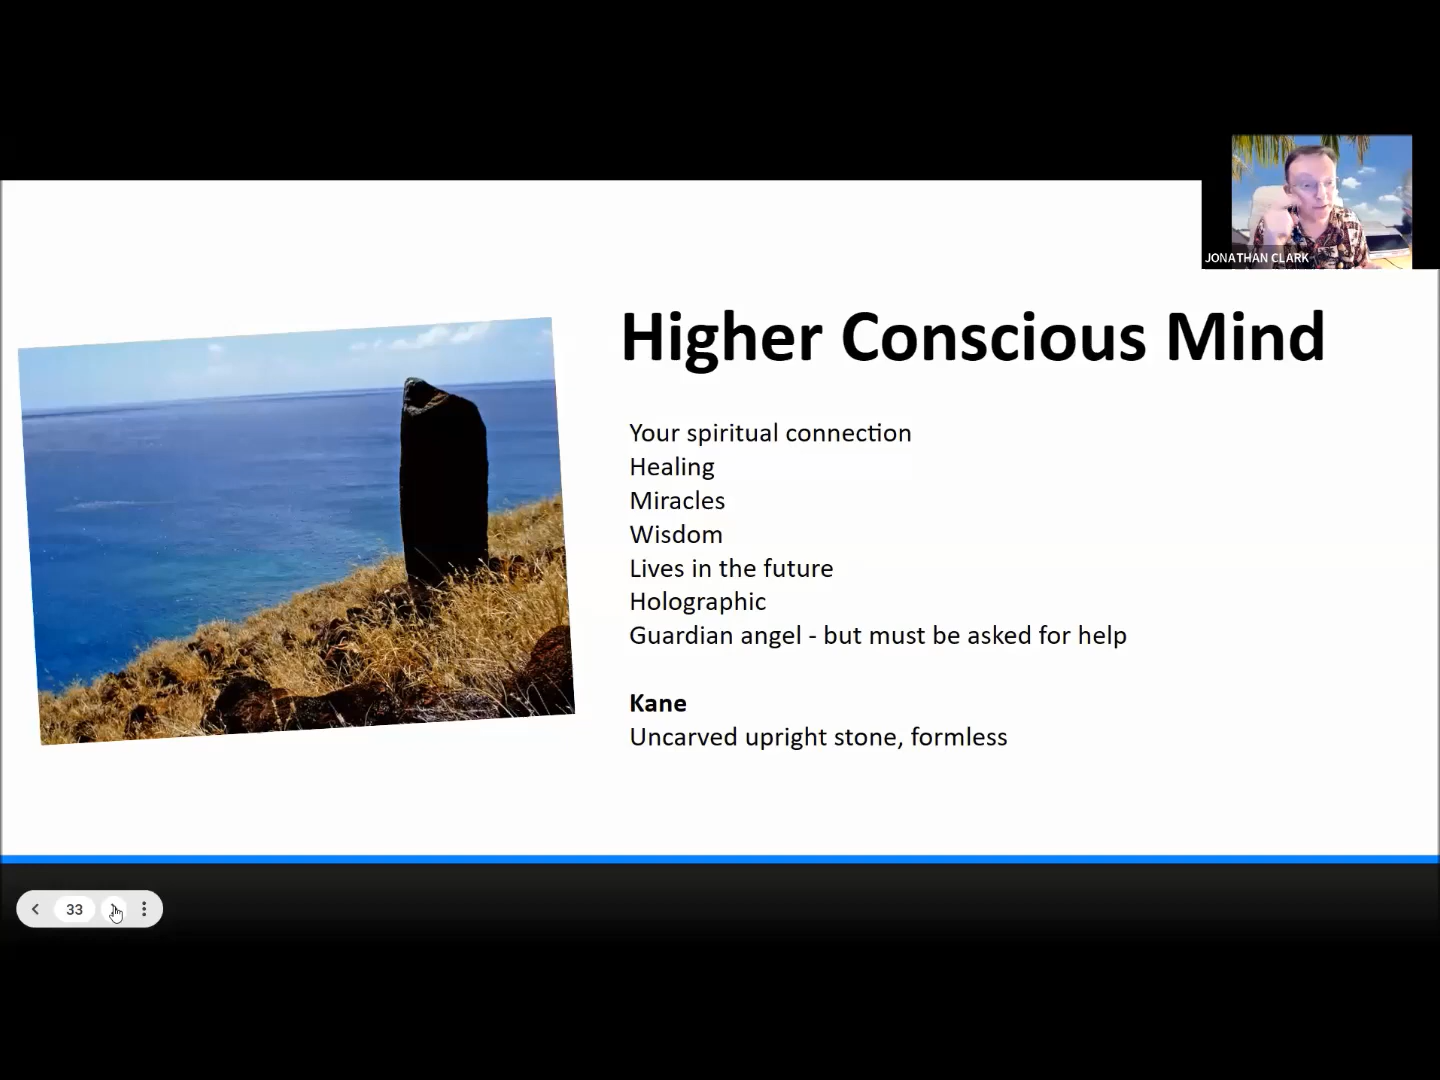 JONATHAN CLARK
Higher Conscious Mind
Your spiritual connection
Healing
Miracles
Wisdom
Lives in the future
Holographic
Guardian angel - but must be asked for help
Kane
Uncarved upright stone, formless
33